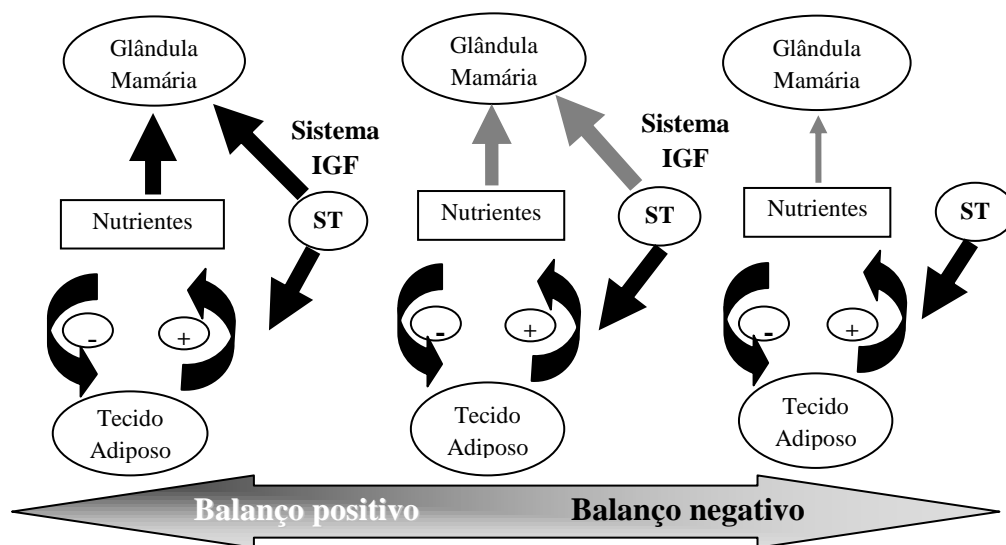 Glândula
Mamária
Sistema
IGF
Nutrientes
ST
-
+
Tecido
Adiposo
Glândula
Mamária
Sistema
IGF
Nutrientes
ST
-
+
Tecido
Adiposo
Glândula
Mamária
Nutrientes
ST
-
+
Tecido
Adiposo
Balanço positivo
Balanço negativo